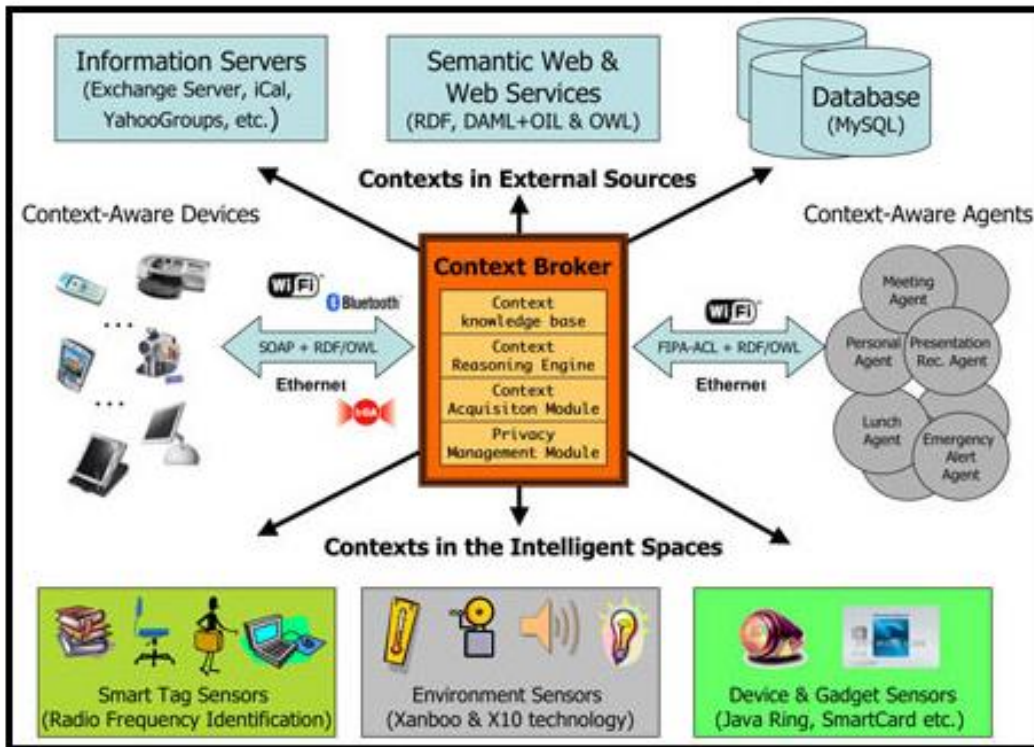 Information Servers
(Exchange Server, iCal,
YahooGroups, etc.)
Semantic Web &
Web Services
(RDF, DAML+OIL & OWL)
Database
(MySQL)
Contexts in External Sources
Context-Aware Devices
Context-Aware Agents
WiFi
Bluetooth
SOAP + RDF/OWL
Ethernet
IrDA
Context Broker
Context
knowledge base
Context
Reasoning Engine
Context
Acquisiton Module
Privacy
Management Module
WiFi
FIPA-ACL + RDF/OWL
Ethernet
Meeting
Agent
Personal
Agent
Presentation
Rec. Agent
Lunch
Agent
Emergency
Alert
Agent
Contexts in the Intelligent Spaces
Smart Tag Sensors
(Radio Frequency Identification)
Environment Sensors
(Xanboo & X10 technology)
Device & Gadget Sensors
(Java Ring, SmartCard etc.)